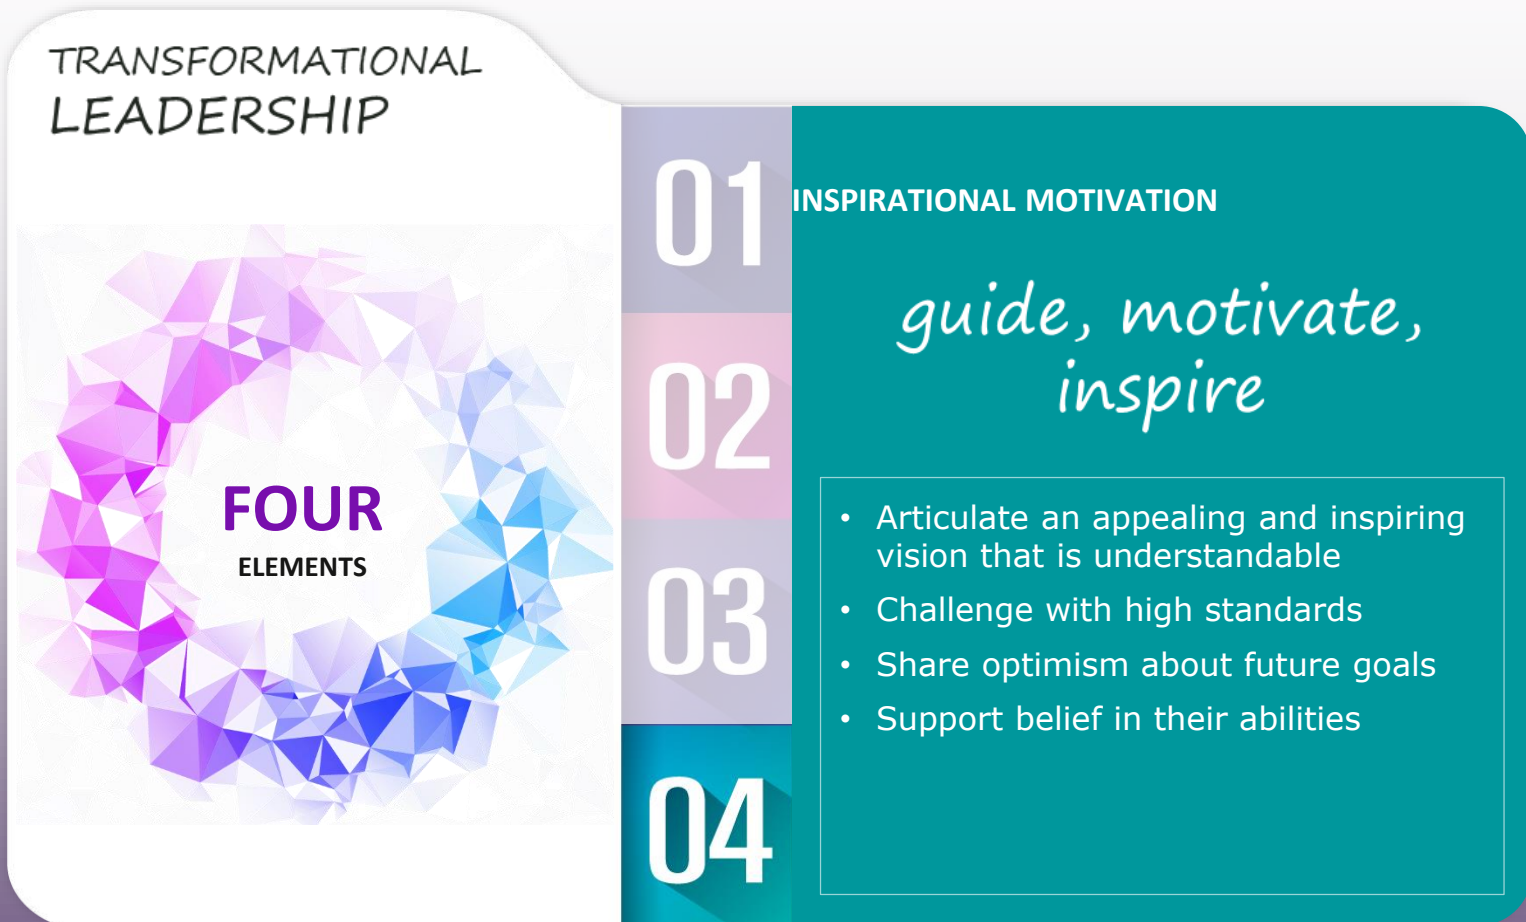 TRANSFORMATIONAL
LEADERSHIP
FOUR
ELEMENTS
01
02
03
04
INSPIRATIONAL MOTIVATION
guide, motivate,
inspire
• Articulate an appealing and inspiring
vision that is understandable
• Challenge with high standards
• Share optimism about future goals
• Support belief in their abilities